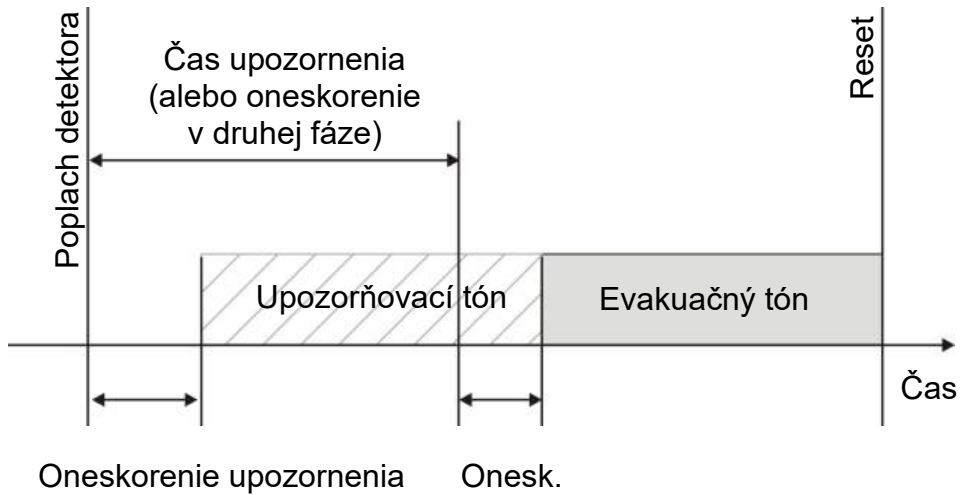 Poplach detektora
Čas upozornenia
(alebo oneskorenie
v druhej fáze)
Reset
Upozorňovací tón
Evakuačný tón
Čas
Oneskorenie upozornenia
Onesk.